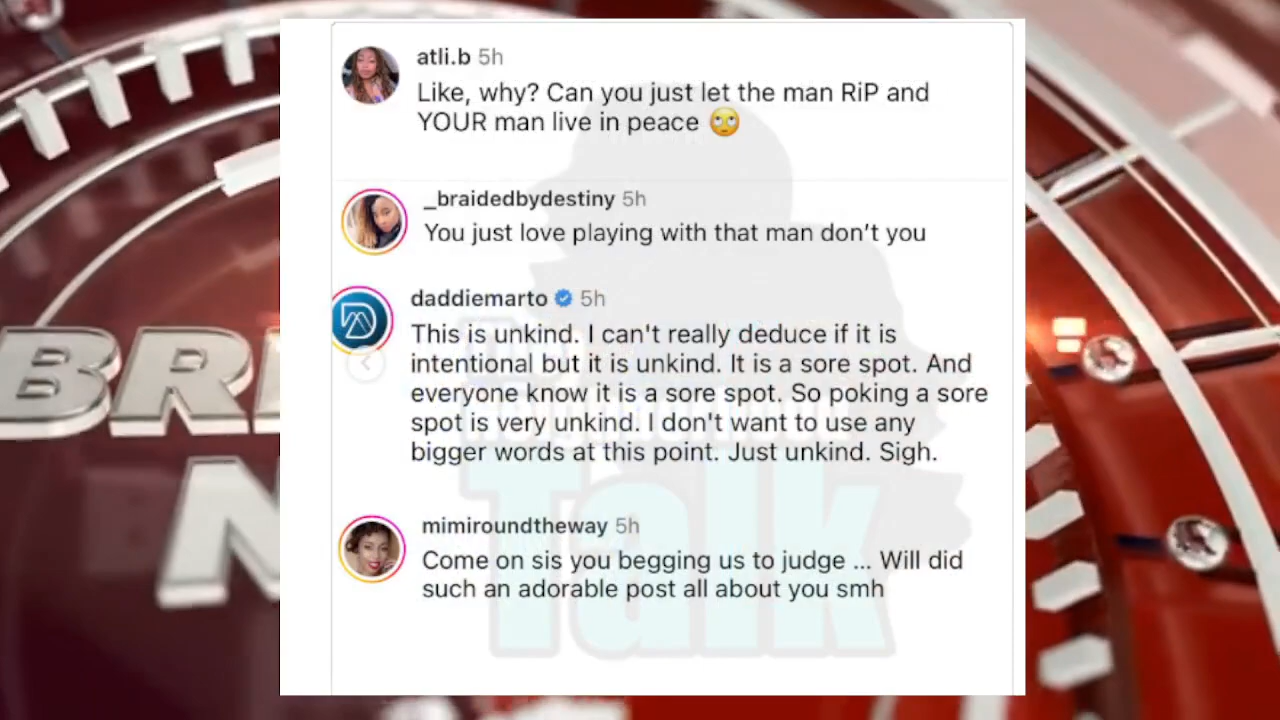 atli.b 5h
Like, why? Can you just let the man RiP and
YOUR man live in peace 🙄
_braidedbydestiny 5h
You just love playing with that man don’t you
daddiemarto 5h
This is unkind. I can't really deduce if it is
intentional but it is unkind. It is a sore spot. And
everyone know it is a sore spot. So poking a sore
spot is very unkind. I don't want to use any
bigger words at this point. Just unkind. Sigh.
mimiroundtheway 5h
Come on sis you begging us to judge ... Will did
such an adorable post all about you smh
BR
N
Talk